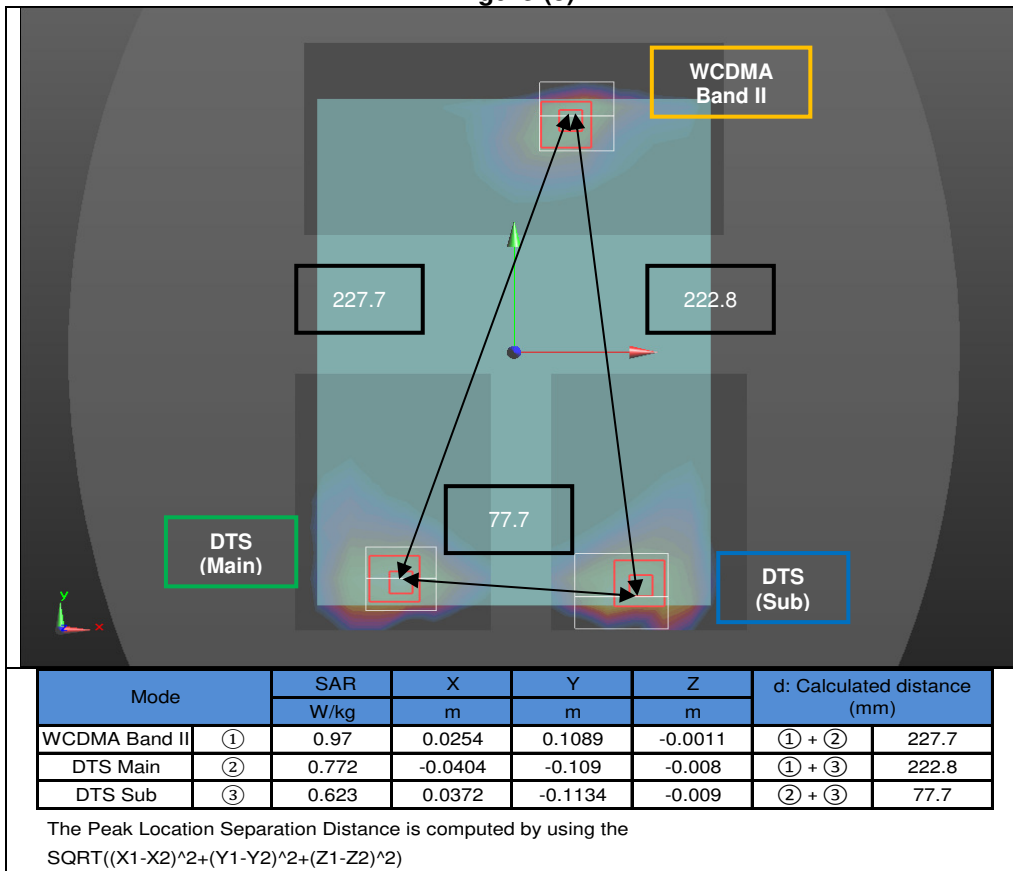 WCDMA
Band II
227.7
222.8
77.7
DTS
(Main)
DTS
(Sub)
y
x
Mode SAR X Y Z d: Calculated distance
(mm)
W/kg m m m
WCDMA Band II ① 0.97 0.0254 0.1089 -0.0011 ① + ② 227.7
DTS Main ② 0.772 -0.0404 -0.109 -0.008 ① + ③ 222.8
DTS Sub ③ 0.623 0.0372 -0.1134 -0.009 ② + ③ 77.7
The Peak Location Separation Distance is computed by using the
SQRT((X1-X2)^2+(Y1-Y2)^2+(Z1-Z2)^2)